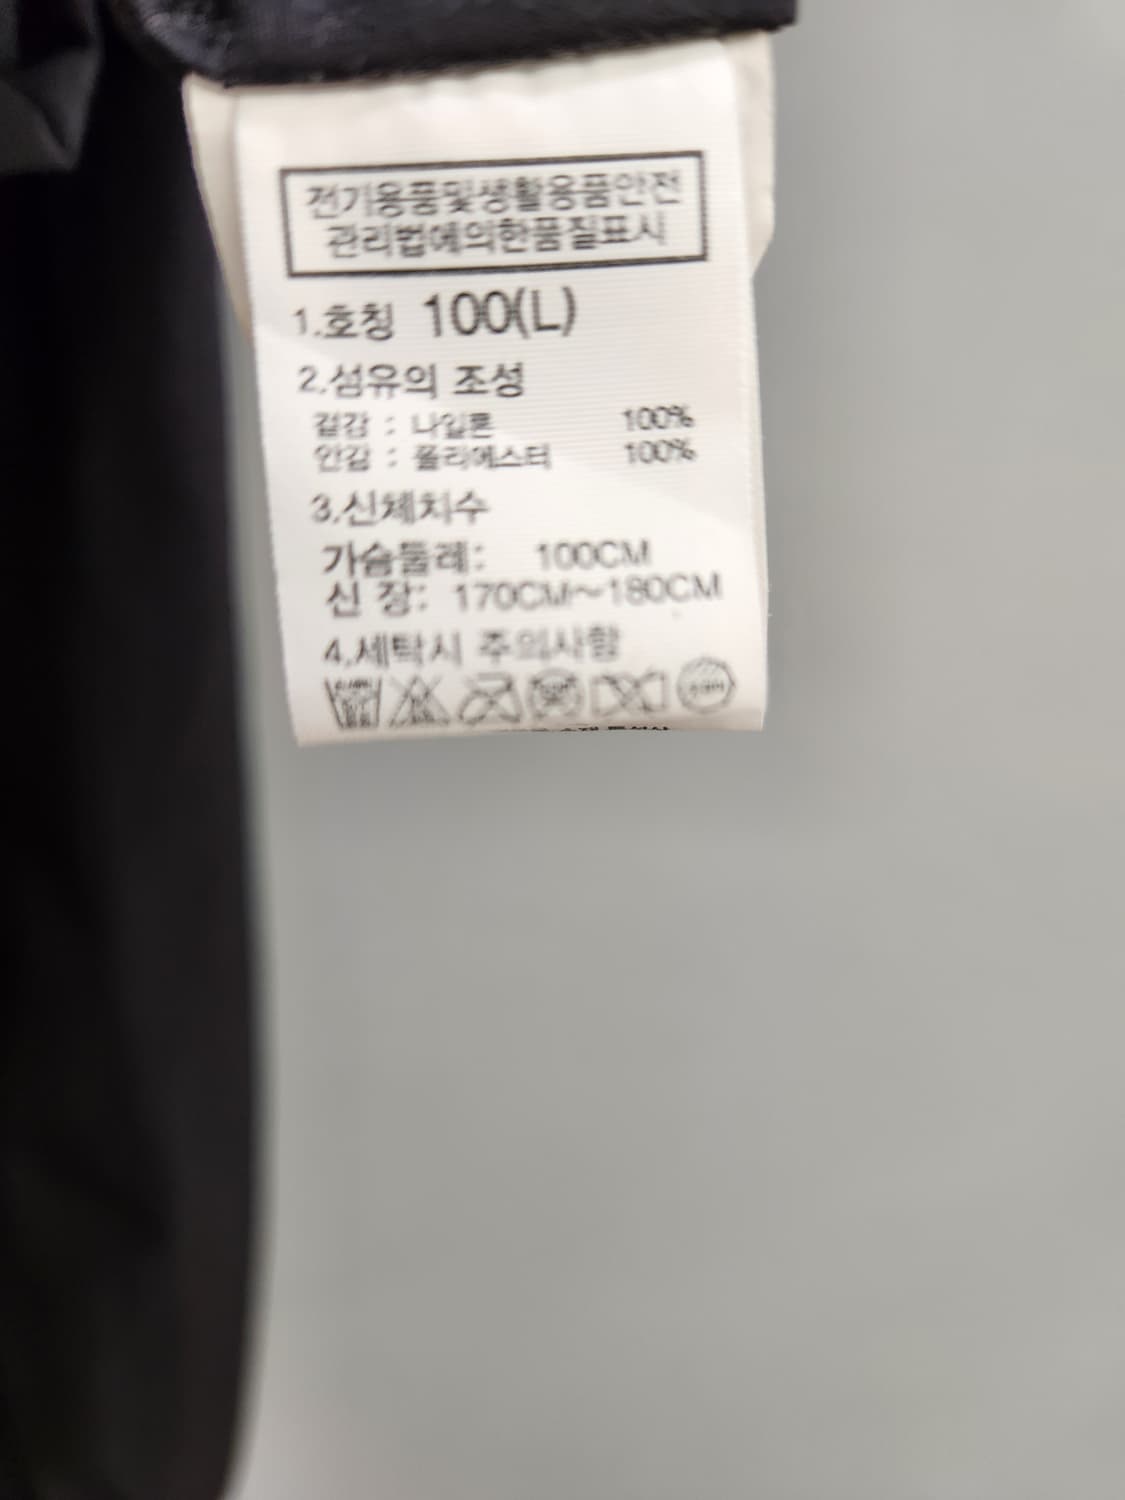 전기용품및생활용품안전
관리법에의한품질표시
1.호칭 100(L)
2.섬유의 조성
겉감 : 나일론 100%
안감 : 폴리에스터 100%
3.신체치수
가슴둘레: 100CM
신 장: 170CM~180CM
4.세탁시 주의사항